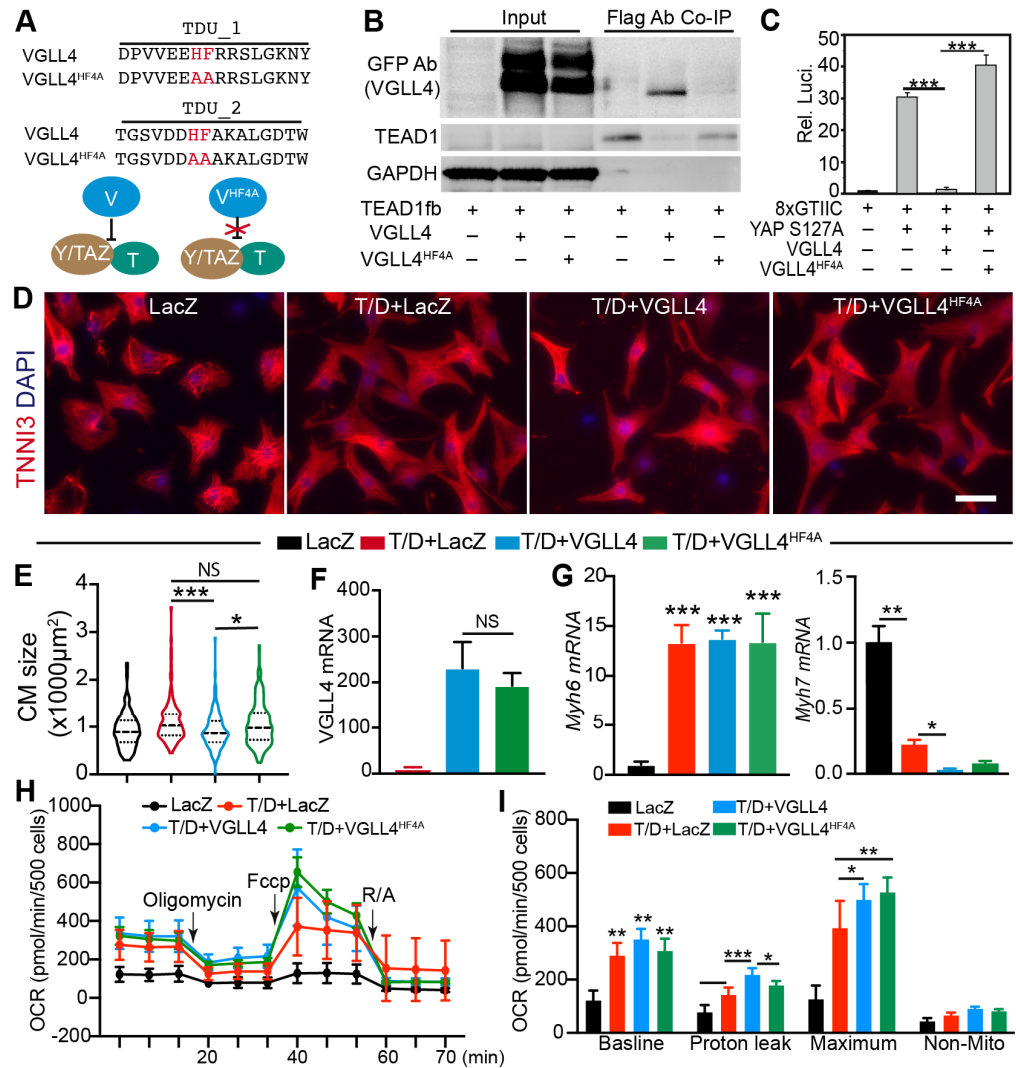 A
TDU_1
VGLL4 DPVVEEHFRRSLGKNY
VGLL4HF4A DPVVEEAARRSLGKNY
TDU_2
VGLL4 TGSVDDHFAKALGDTW
VGLL4HF4A TGSVDDAAAKALGDTW
V VHF4A
Y/TAZ T Y/TAZ T
B
Input Flag Ab Co-IP
GFP Ab
(VGLL4)
TEAD1
GAPDH
TEAD1fb + + + + + +
VGLL4 − + − − + −
VGLL4HF4A − − + − − +
C
Rel. Luci.
50
40
30
20
10
0
*** ***
8xGTIIC + + + +
YAP S127A − + + +
VGLL4 − − + −
VGLL4HF4A − − − +
D
LacZ T/D+LacZ T/D+VGLL4 T/D+VGLL4HF4A
TNNI3 DAPI
LacZ T/D+LacZ T/D+VGLL4 T/D+VGLL4HF4A
E
CM size
(x1000μm²)
4
3
2
1
0
NS
***
*
F
VGLL4 mRNA
400
300
200
100
0
NS
G
Myh6 mRNA
20
15
10
5
0
*** *** ***
Myh7 mRNA
1.5
1.0
0.5
0.0
**
*
H
LacZ T/D+LacZ
T/D+VGLL4 T/D+VGLL4HF4A
OCR (pmol/min/500 cells)
1000
800
600
400
200
0
-200
Oligomycin Fccp R/A
20 40 60 70 (min)
I
LacZ T/D+VGLL4
T/D+LacZ T/D+VGLL4HF4A
OCR (pmol/min/500 cells)
800
600
400
200
0
** ** **
*** *
**
*
Basline Proton leak Maximum Non-Mito